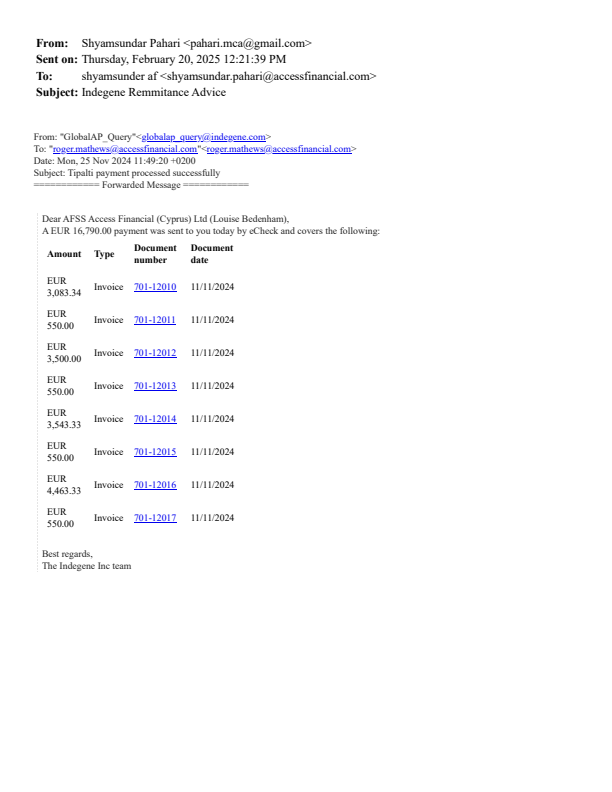 From: Shyamsundar Pahari <pahari.mca@gmail.com>
Sent on: Thursday, February 20, 2025 12:21:39 PM
To: shyamsunder af <shyamsundar.pahari@accessfinancial.com>
Subject: Indegene Remmitance Advice
From: "GlobalAP_Query"<globalap_query@indegene.com>
To: "roger.mathews@accessfinancial.com"<roger.mathews@accessfinancial.com>
Date: Mon, 25 Nov 2024 11:49:20 +0200
Subject: Tipalti payment processed successfully
============ Forwarded Message ============
Dear AFSS Access Financial (Cyprus) Ltd (Louise Bedenham),
A EUR 16,790.00 payment was sent to you today by eCheck and covers the following:
Amount Type Document number Document date
EUR 3,083.34 Invoice 701-12010 11/11/2024
EUR 550.00 Invoice 701-12011 11/11/2024
EUR 3,500.00 Invoice 701-12012 11/11/2024
EUR 550.00 Invoice 701-12013 11/11/2024
EUR 3,543.33 Invoice 701-12014 11/11/2024
EUR 550.00 Invoice 701-12015 11/11/2024
EUR 4,463.33 Invoice 701-12016 11/11/2024
EUR 550.00 Invoice 701-12017 11/11/2024
Best regards,
The Indegene Inc team